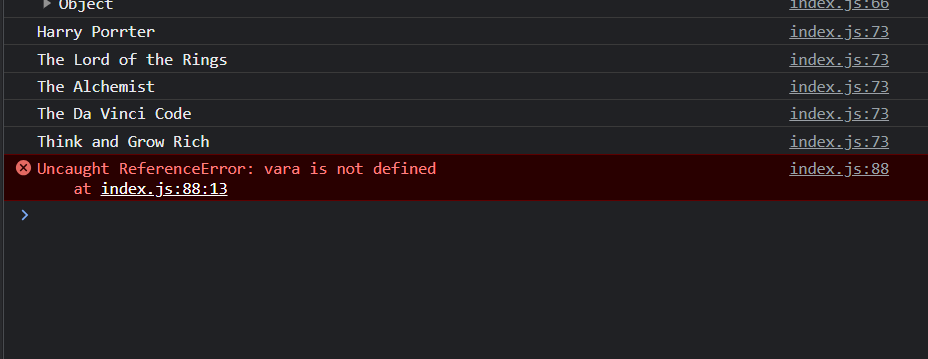 Object index.js:66
Harry Porrter index.js:73
The Lord of the Rings index.js:73
The Alchemist index.js:73
The Da Vinci Code index.js:73
Think and Grow Rich index.js:73
Uncaught ReferenceError: vara is not defined index.js:88
at index.js:88:13